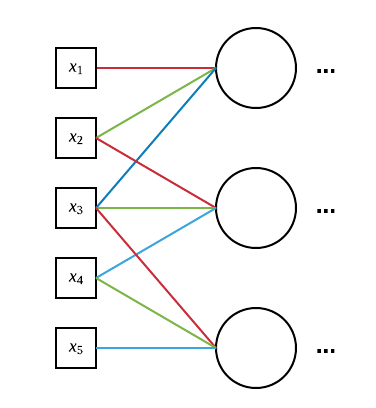 x₁ ...
x₂
x₃ ...
x₄
x₅ ...